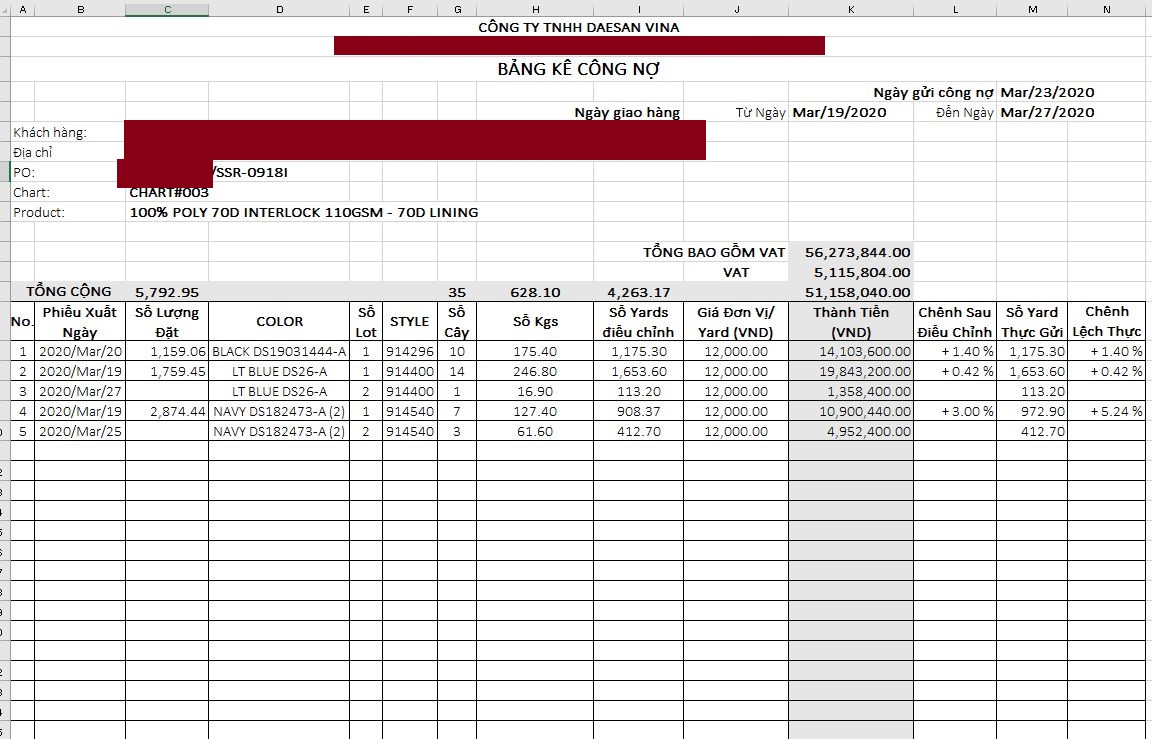 A B C D E F G H I J K L M N
CÔNG TY TNHH DAESAN VINA
BẢNG KÊ CÔNG NỢ
Ngày gửi công nợ Mar/23/2020
Ngày giao hàng Từ Ngày Mar/19/2020 Đến Ngày Mar/27/2020
Khách hàng:
Địa chỉ
PO: /SSR-0918I
Chart: CHART#003
Product: 100% POLY 70D INTERLOCK 110GSM - 70D LINING
TỔNG BAO GỒM VAT 56,273,844.00
VAT 5,115,804.00
TỔNG CỘNG 5,792.95 35 628.10 4,263.17 51,158,040.00
No. Phiếu Xuất Ngày Số Lượng Đặt COLOR Số Lot STYLE Số Cây Số Kgs Số Yards điều chỉnh Giá Đơn Vị/ Yard (VND) Thành Tiền (VND) Chênh Sau Điều Chỉnh Số Yard Thực Gửi Chênh Lệch Thực
1 2020/Mar/20 1,159.06 BLACK DS19031444-A 1 914296 10 175.40 1,175.30 12,000.00 14,103,600.00 + 1.40 % 1,175.30 + 1.40 %
2 2020/Mar/19 1,759.45 LT BLUE DS26-A 1 914400 14 246.80 1,653.60 12,000.00 19,843,200.00 + 0.42 % 1,653.60 + 0.42 %
3 2020/Mar/27 LT BLUE DS26-A 2 914400 1 16.90 113.20 12,000.00 1,358,400.00 113.20
4 2020/Mar/19 2,874.44 NAVY DS182473-A (2) 1 914540 7 127.40 908.37 12,000.00 10,900,440.00 + 3.00 % 972.90 + 5.24 %
5 2020/Mar/25 NAVY DS182473-A (2) 2 914540 3 61.60 412.70 12,000.00 4,952,400.00 412.70